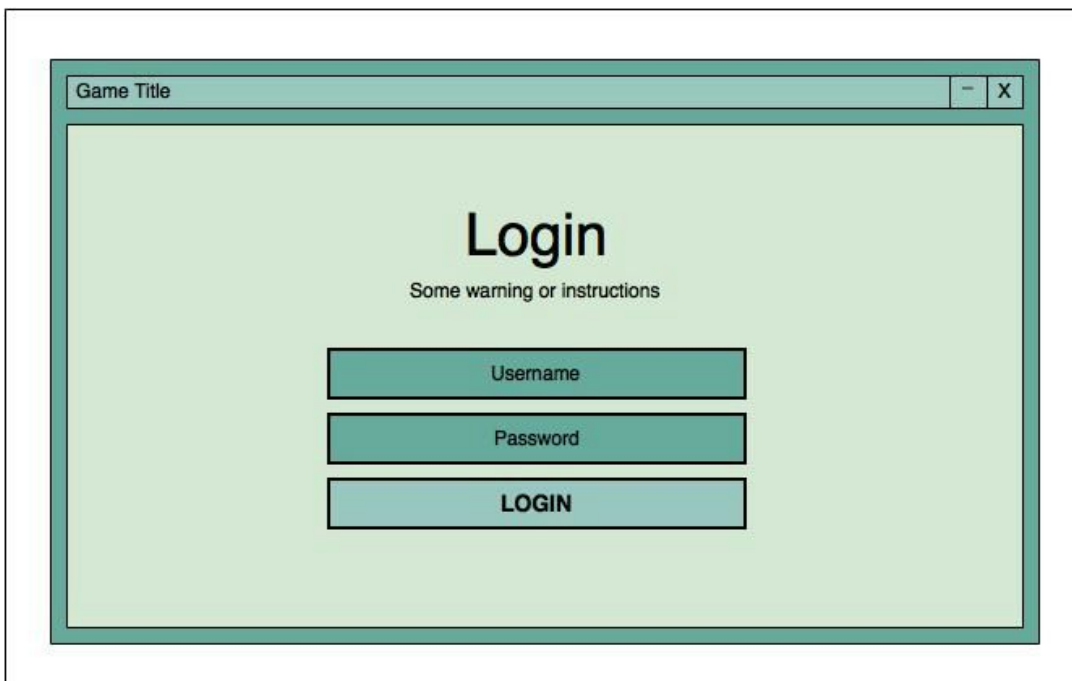 Game Title – X
Login
Some warning or instructions
Username
Password
LOGIN